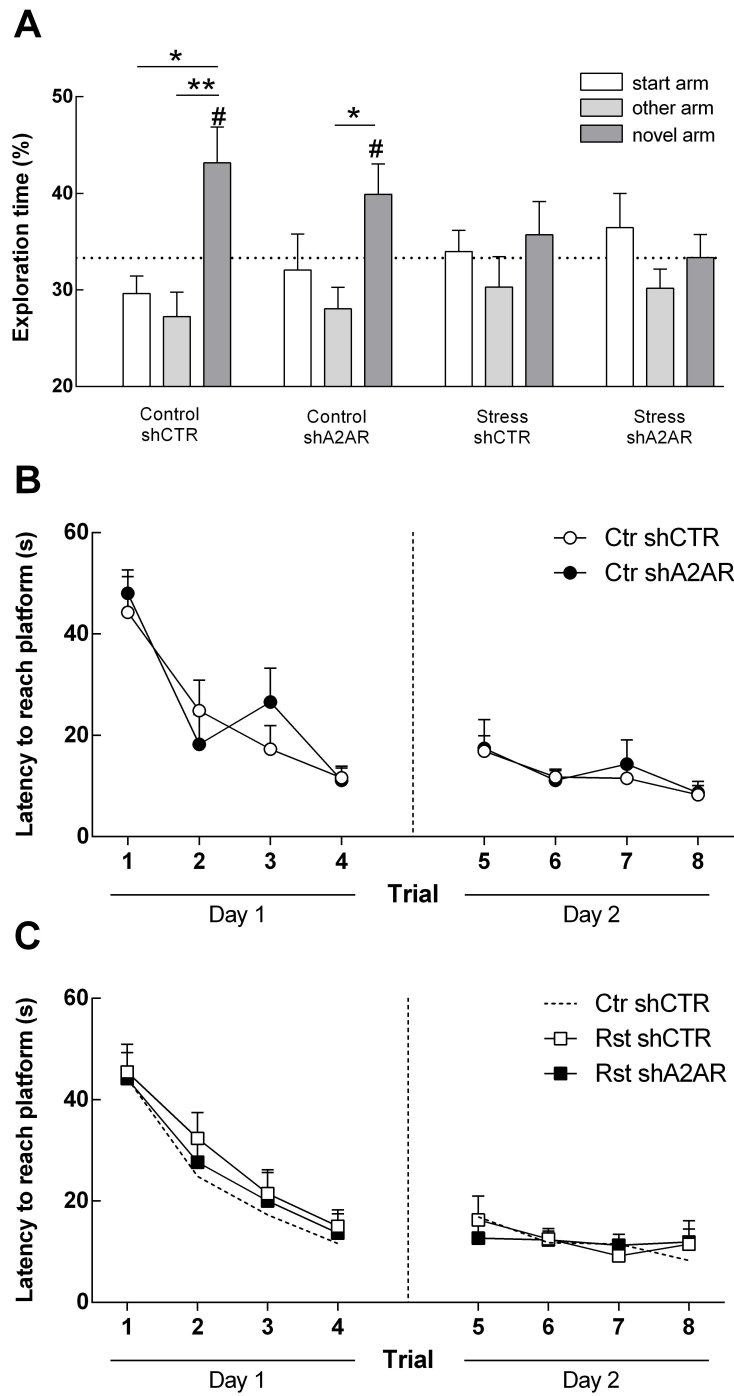 A
*
**
#
*
#
start arm
other arm
novel arm
Exploration time (%)
50
40
30
20
Control
shCTR
Control
shA2AR
Stress
shCTR
Stress
shA2AR
B
Latency to reach platform (s)
60
40
20
0
Ctr shCTR
Ctr shA2AR
1 2 3 4 5 6 7 8
Trial
Day 1 Day 2
C
Latency to reach platform (s)
60
40
20
0
Ctr shCTR
Rst shCTR
Rst shA2AR
1 2 3 4 5 6 7 8
Trial
Day 1 Day 2